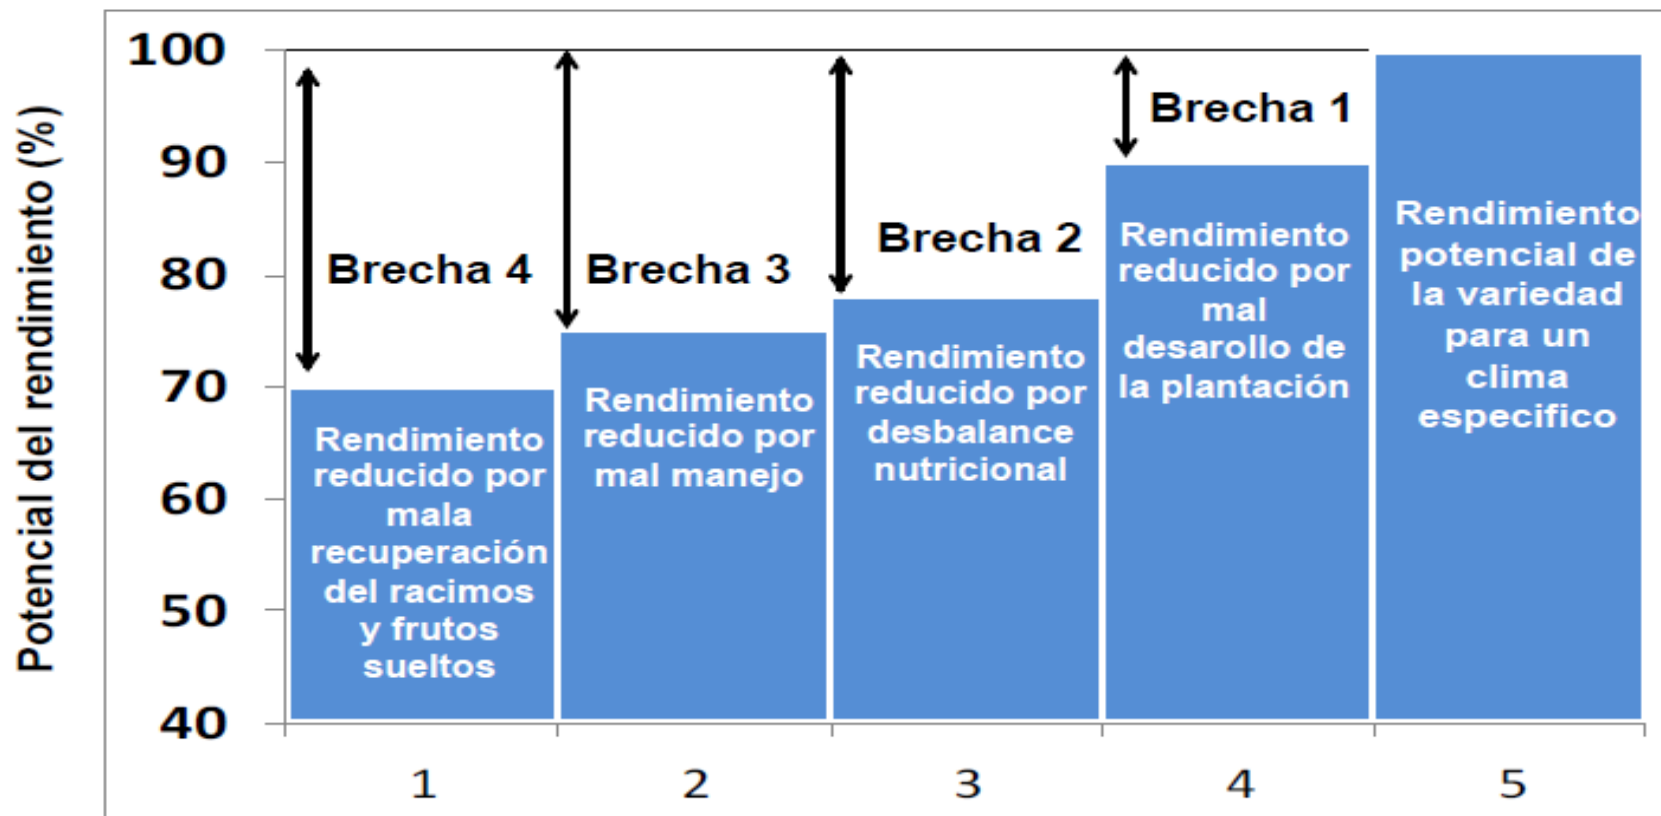 Potencial del rendimiento (%)
100
90
80
70
60
50
40
Brecha 4
Brecha 3
Brecha 2
Brecha 1
Rendimiento
reducido por
mala
recuperación
del racimos
y frutos
sueltos
Rendimiento
reducido por
mal manejo
Rendimiento
reducido por
desbalance
nutricional
Rendimiento
reducido por
mal
desarollo de
la plantación
Rendimiento
potencial de
la variedad
para un
clima
especifico
1
2
3
4
5